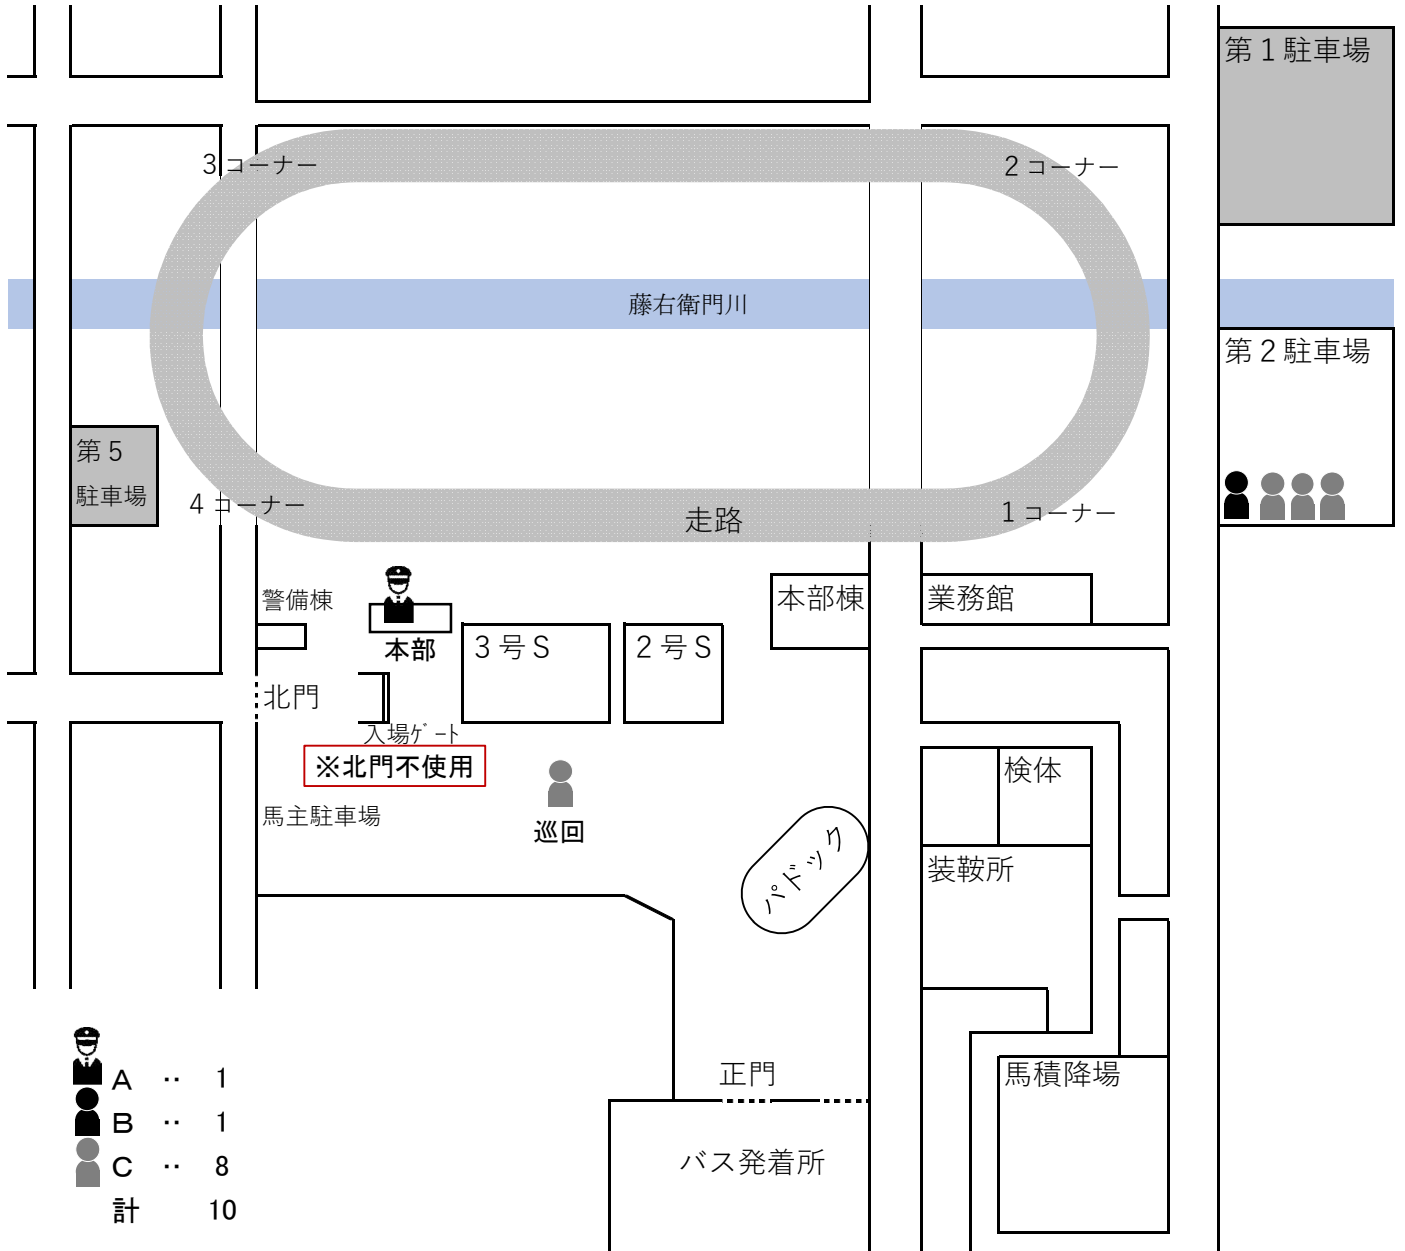 第１駐車場
3 コーナー
2 コーナー
藤右衛門川
第２駐車場
第５
駐車場
4 コーナー
走路
1 コーナー
警備棟
本部
3 号 S
2 号 S
本部棟
業務館
北門
入場ｹﾞｰﾄ
※北門不使用
馬主駐車場
巡回
パドック
検体
装鞍所
正門
馬積降場
バス発着所
A ‥ 1
B ‥ 1
C ‥ 8
計 10